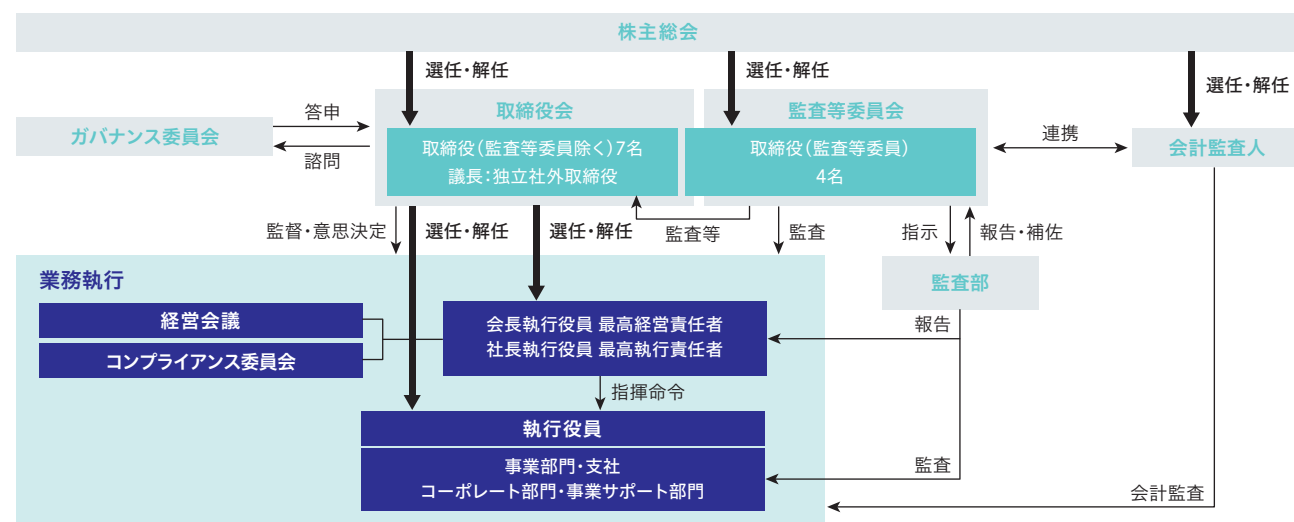 株主総会
選任・解任
選任・解任
選任・解任
ガバナンス委員会
答申
諮問
取締役会
取締役（監査等委員除く）7名
議長：独立社外取締役
監査等委員会
取締役（監査等委員）
4名
連携
会計監査人
監督・意思決定
選任・解任
選任・解任
監査等
監査
指示
報告・補佐
業務執行
監査部
経営会議
コンプライアンス委員会
会長執行役員 最高経営責任者
社長執行役員 最高執行責任者
報告
指揮命令
執行役員
事業部門・支社
コーポレート部門・事業サポート部門
監査
会計監査